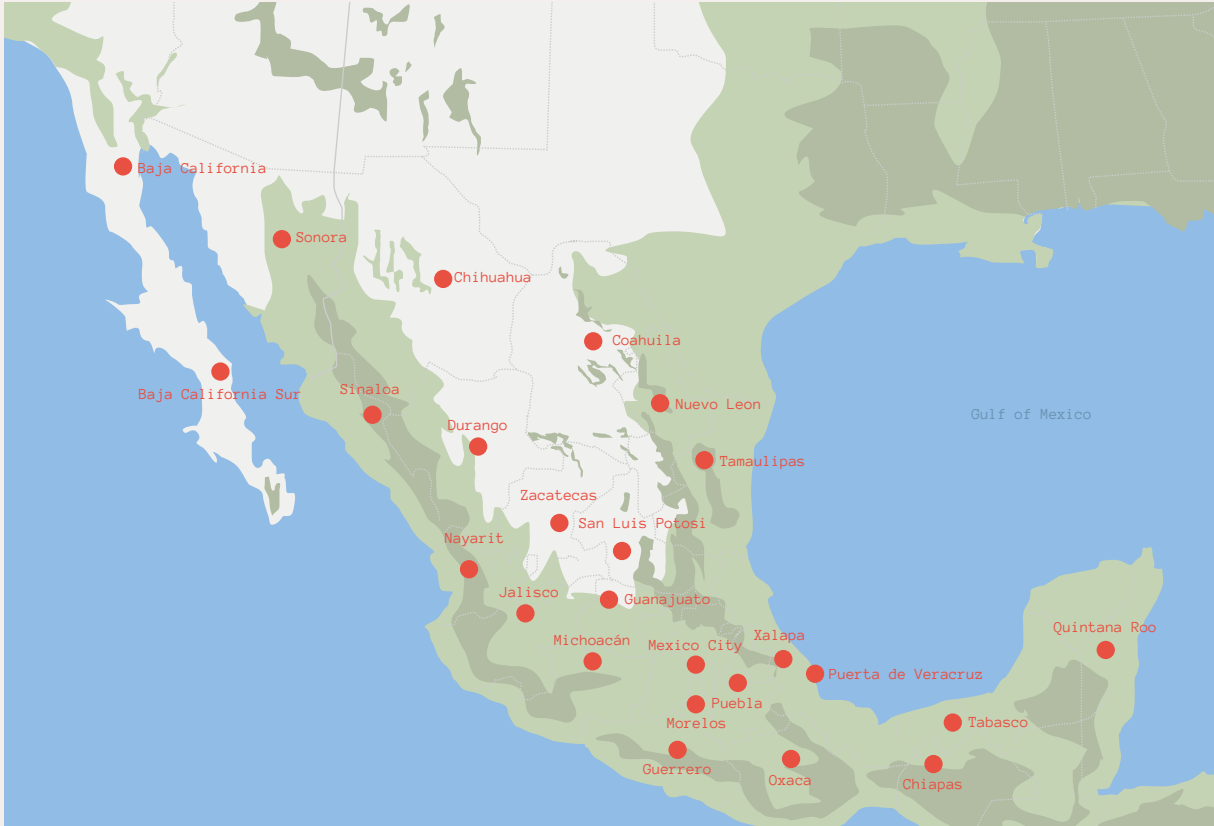 Baja California
Sonora
Chihuahua
Coahuila
Baja California Sur
Sinaloa
Nuevo Leon
Gulf of Mexico
Durango
Tamaulipas
Zacatecas
San Luis Potosi
Nayarit
Jalisco
Guanajuato
Quintana Roo
Michoacán
Mexico City
Xalapa
Puerta de Veracruz
Puebla
Morelos
Tabasco
Guerrero
Oxaca
Chiapas